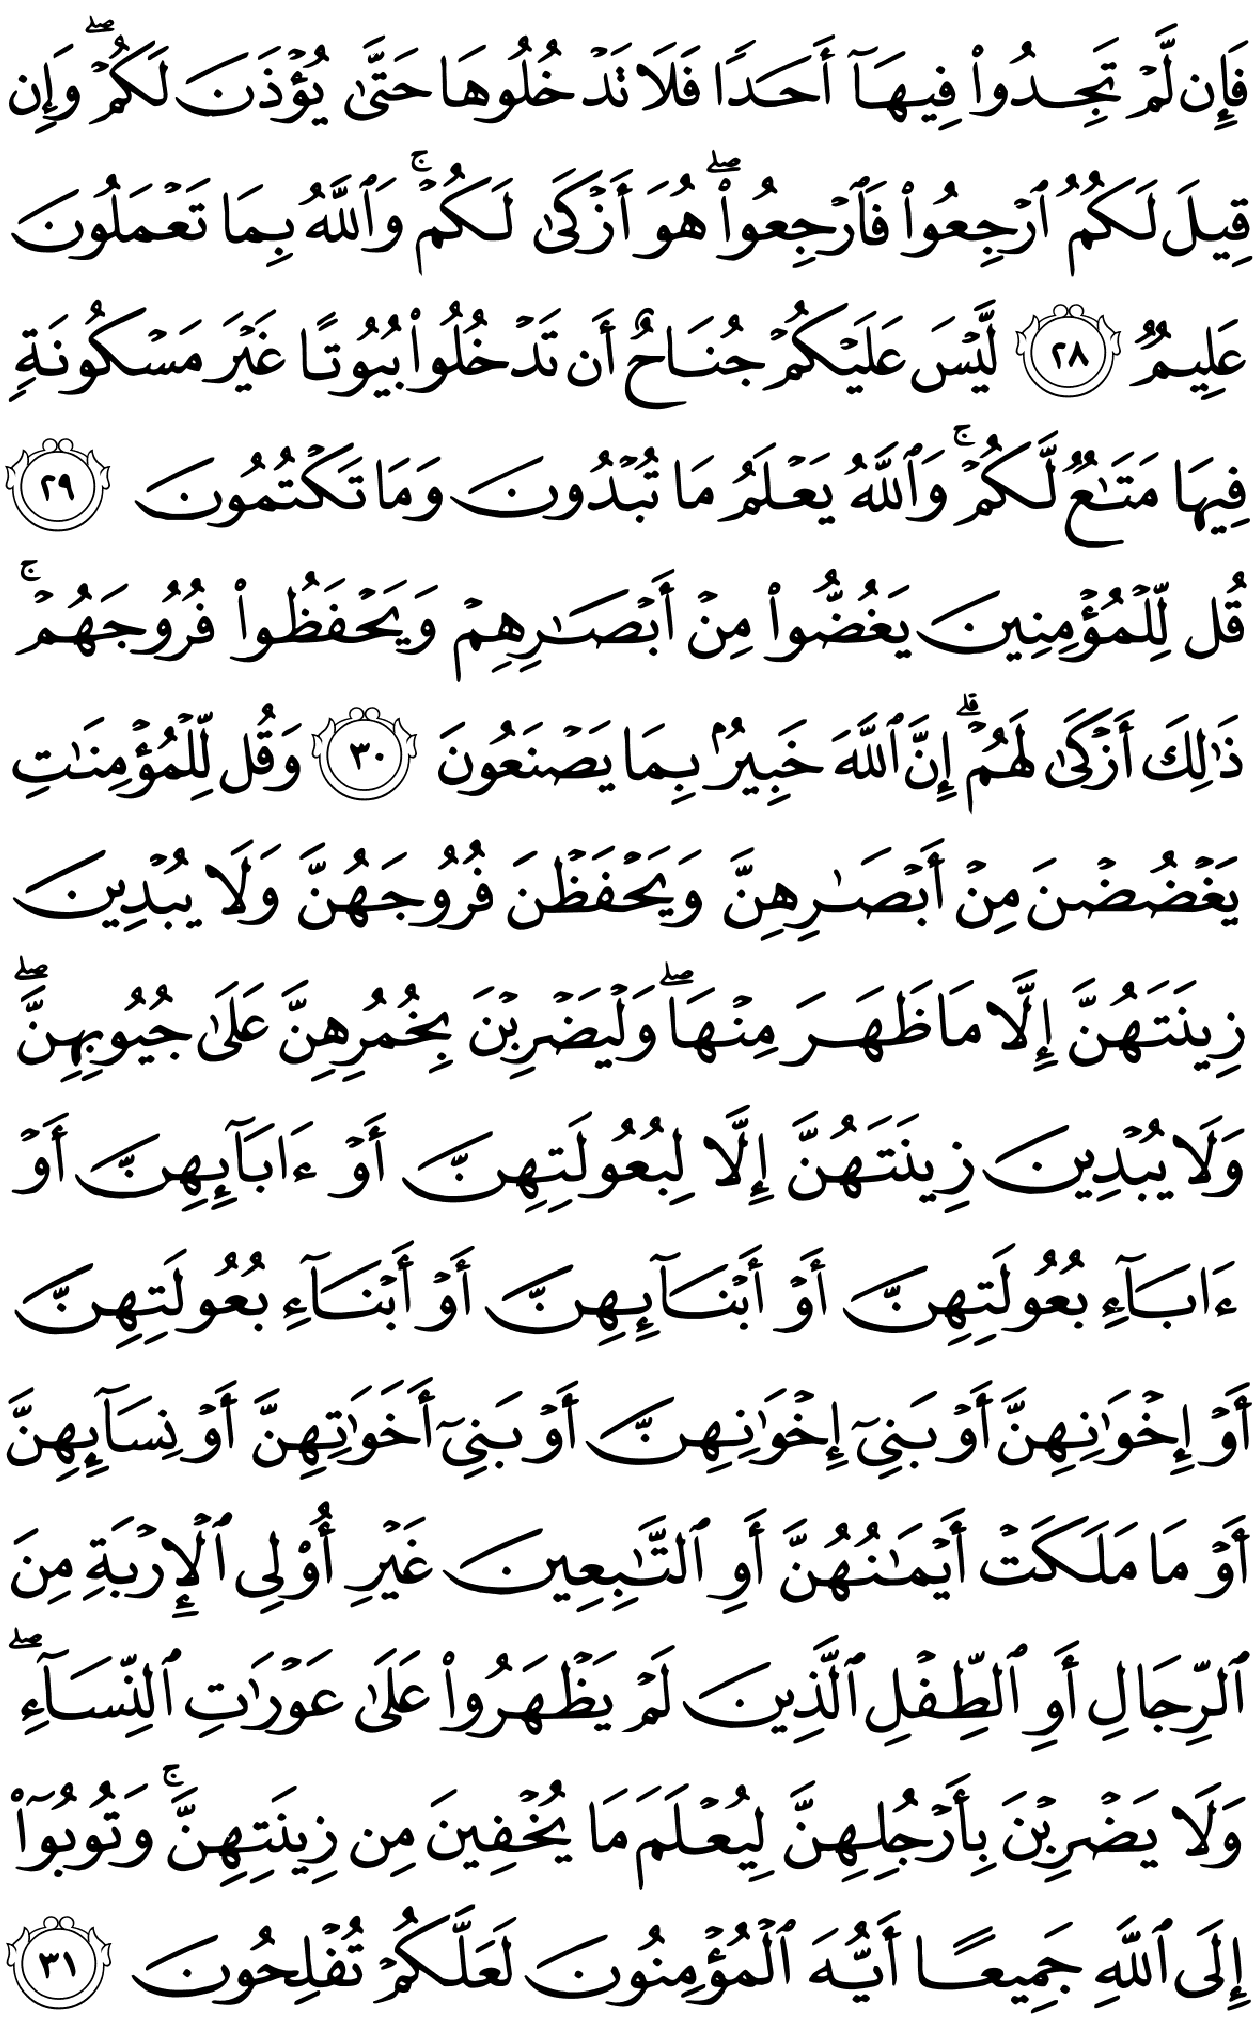 فَإِن لَّمْ تَجِدُوا۟ فِيهَآ أَحَدًا فَلَا تَدْخُلُوهَا حَتَّىٰ يُؤْذَنَ لَكُمْ ۖ وَإِن
قِيلَ لَكُمُ ٱرْجِعُوا۟ فَٱرْجِعُوا۟ ۖ هُوَ أَزْكَىٰ لَكُمْ ۚ وَٱللَّهُ بِمَا تَعْمَلُونَ
عَلِيمٌ ٢٨ لَّيْسَ عَلَيْكُمْ جُنَاحٌ أَن تَدْخُلُوا۟ بُيُوتًا غَيْرَ مَسْكُونَةٍ
فِيهَا مَتَـٰعٌ لَّكُمْ ۚ وَٱللَّهُ يَعْلَمُ مَا تُبْدُونَ وَمَا تَكْتُمُونَ ٢٩
قُل لِّلْمُؤْمِنِينَ يَغُضُّوا۟ مِنْ أَبْصَـٰرِهِمْ وَيَحْفَظُوا۟ فُرُوجَهُمْ ۚ
ذَٰلِكَ أَزْكَىٰ لَهُمْ ۗ إِنَّ ٱللَّهَ خَبِيرٌۢ بِمَا يَصْنَعُونَ ٣٠ وَقُل لِّلْمُؤْمِنَـٰتِ
يَغْضُضْنَ مِنْ أَبْصَـٰرِهِنَّ وَيَحْفَظْنَ فُرُوجَهُنَّ وَلَا يُبْدِينَ
زِينَتَهُنَّ إِلَّا مَا ظَهَرَ مِنْهَا ۖ وَلْيَضْرِبْنَ بِخُمُرِهِنَّ عَلَىٰ جُيُوبِهِنَّ ۖ
وَلَا يُبْدِينَ زِينَتَهُنَّ إِلَّا لِبُعُولَتِهِنَّ أَوْ ءَابَآئِهِنَّ أَوْ
ءَابَآءِ بُعُولَتِهِنَّ أَوْ أَبْنَآئِهِنَّ أَوْ أَبْنَآءِ بُعُولَتِهِنَّ
أَوْ إِخْوَٰنِهِنَّ أَوْ بَنِىٓ إِخْوَٰنِهِنَّ أَوْ بَنِىٓ أَخَوَٰتِهِنَّ أَوْ نِسَآئِهِنَّ
أَوْ مَا مَلَكَتْ أَيْمَـٰنُهُنَّ أَوِ ٱلتَّـٰبِعِينَ غَيْرِ أُو۟لِى ٱلْإِرْبَةِ مِنَ
ٱلرِّجَالِ أَوِ ٱلطِّفْلِ ٱلَّذِينَ لَمْ يَظْهَرُوا۟ عَلَىٰ عَوْرَٰتِ ٱلنِّسَآءِ ۖ
وَلَا يَضْرِبْنَ بِأَرْجُلِهِنَّ لِيُعْلَمَ مَا يُخْفِينَ مِن زِينَتِهِنَّ ۚ وَتُوبُوٓا۟
إِلَى ٱللَّهِ جَمِيعًا أَيُّهَ ٱلْمُؤْمِنُونَ لَعَلَّكُمْ تُفْلِحُونَ ٣١